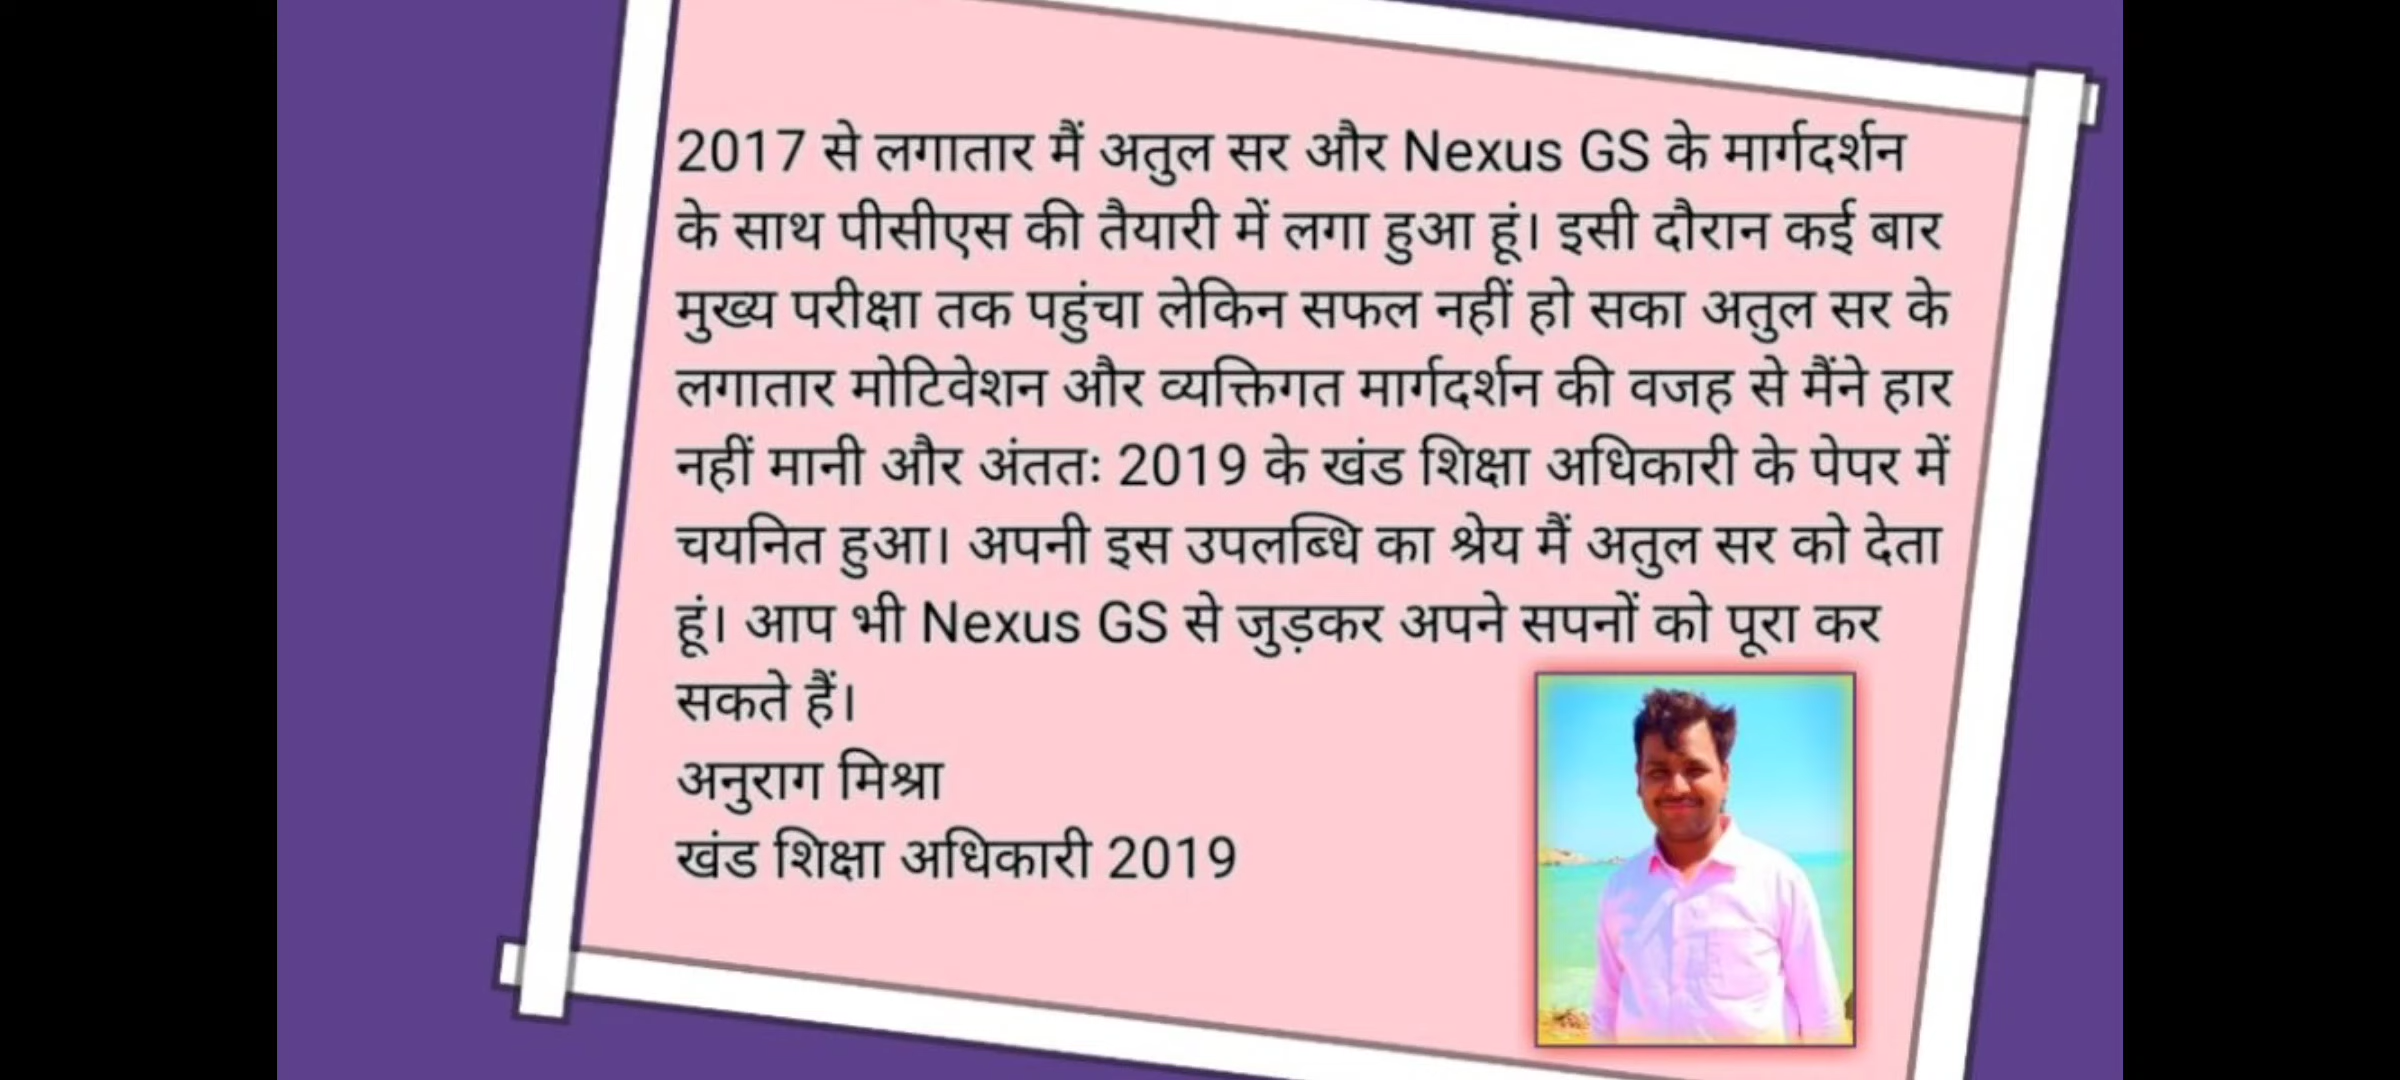 2017 से लगातार मैं अतुल सर और Nexus GS के मार्गदर्शन
के साथ पीसीएस की तैयारी में लगा हुआ हूं। इसी दौरान कई बार
मुख्य परीक्षा तक पहुंचा लेकिन सफल नहीं हो सका अतुल सर के
लगातार मोटिवेशन और व्यक्तिगत मार्गदर्शन की वजह से मैंने हार
नहीं मानी और अंततः 2019 के खंड शिक्षा अधिकारी के पेपर में
चयनित हुआ। अपनी इस उपलब्धि का श्रेय मैं अतुल सर को देता
हूं। आप भी Nexus GS से जुड़कर अपने सपनों को पूरा कर
सकते हैं।
अनुराग मिश्रा
खंड शिक्षा अधिकारी 2019